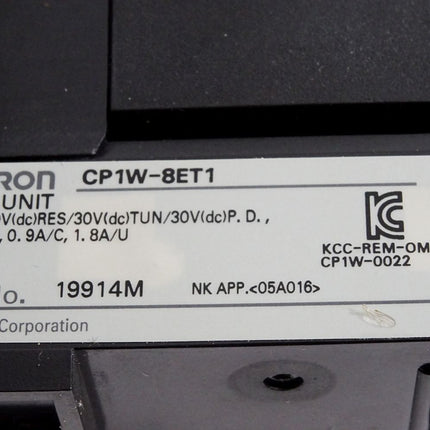 RON CP1W-8ET1
UNIT
V(dc)RES/30V(dc)TUN/30V(dc)P.D.,
, 0.9A/C, 1.8A/U
KCC-REM-OM
CP1W-0022
o. 19914M NK APP.<05A016>
Corporation